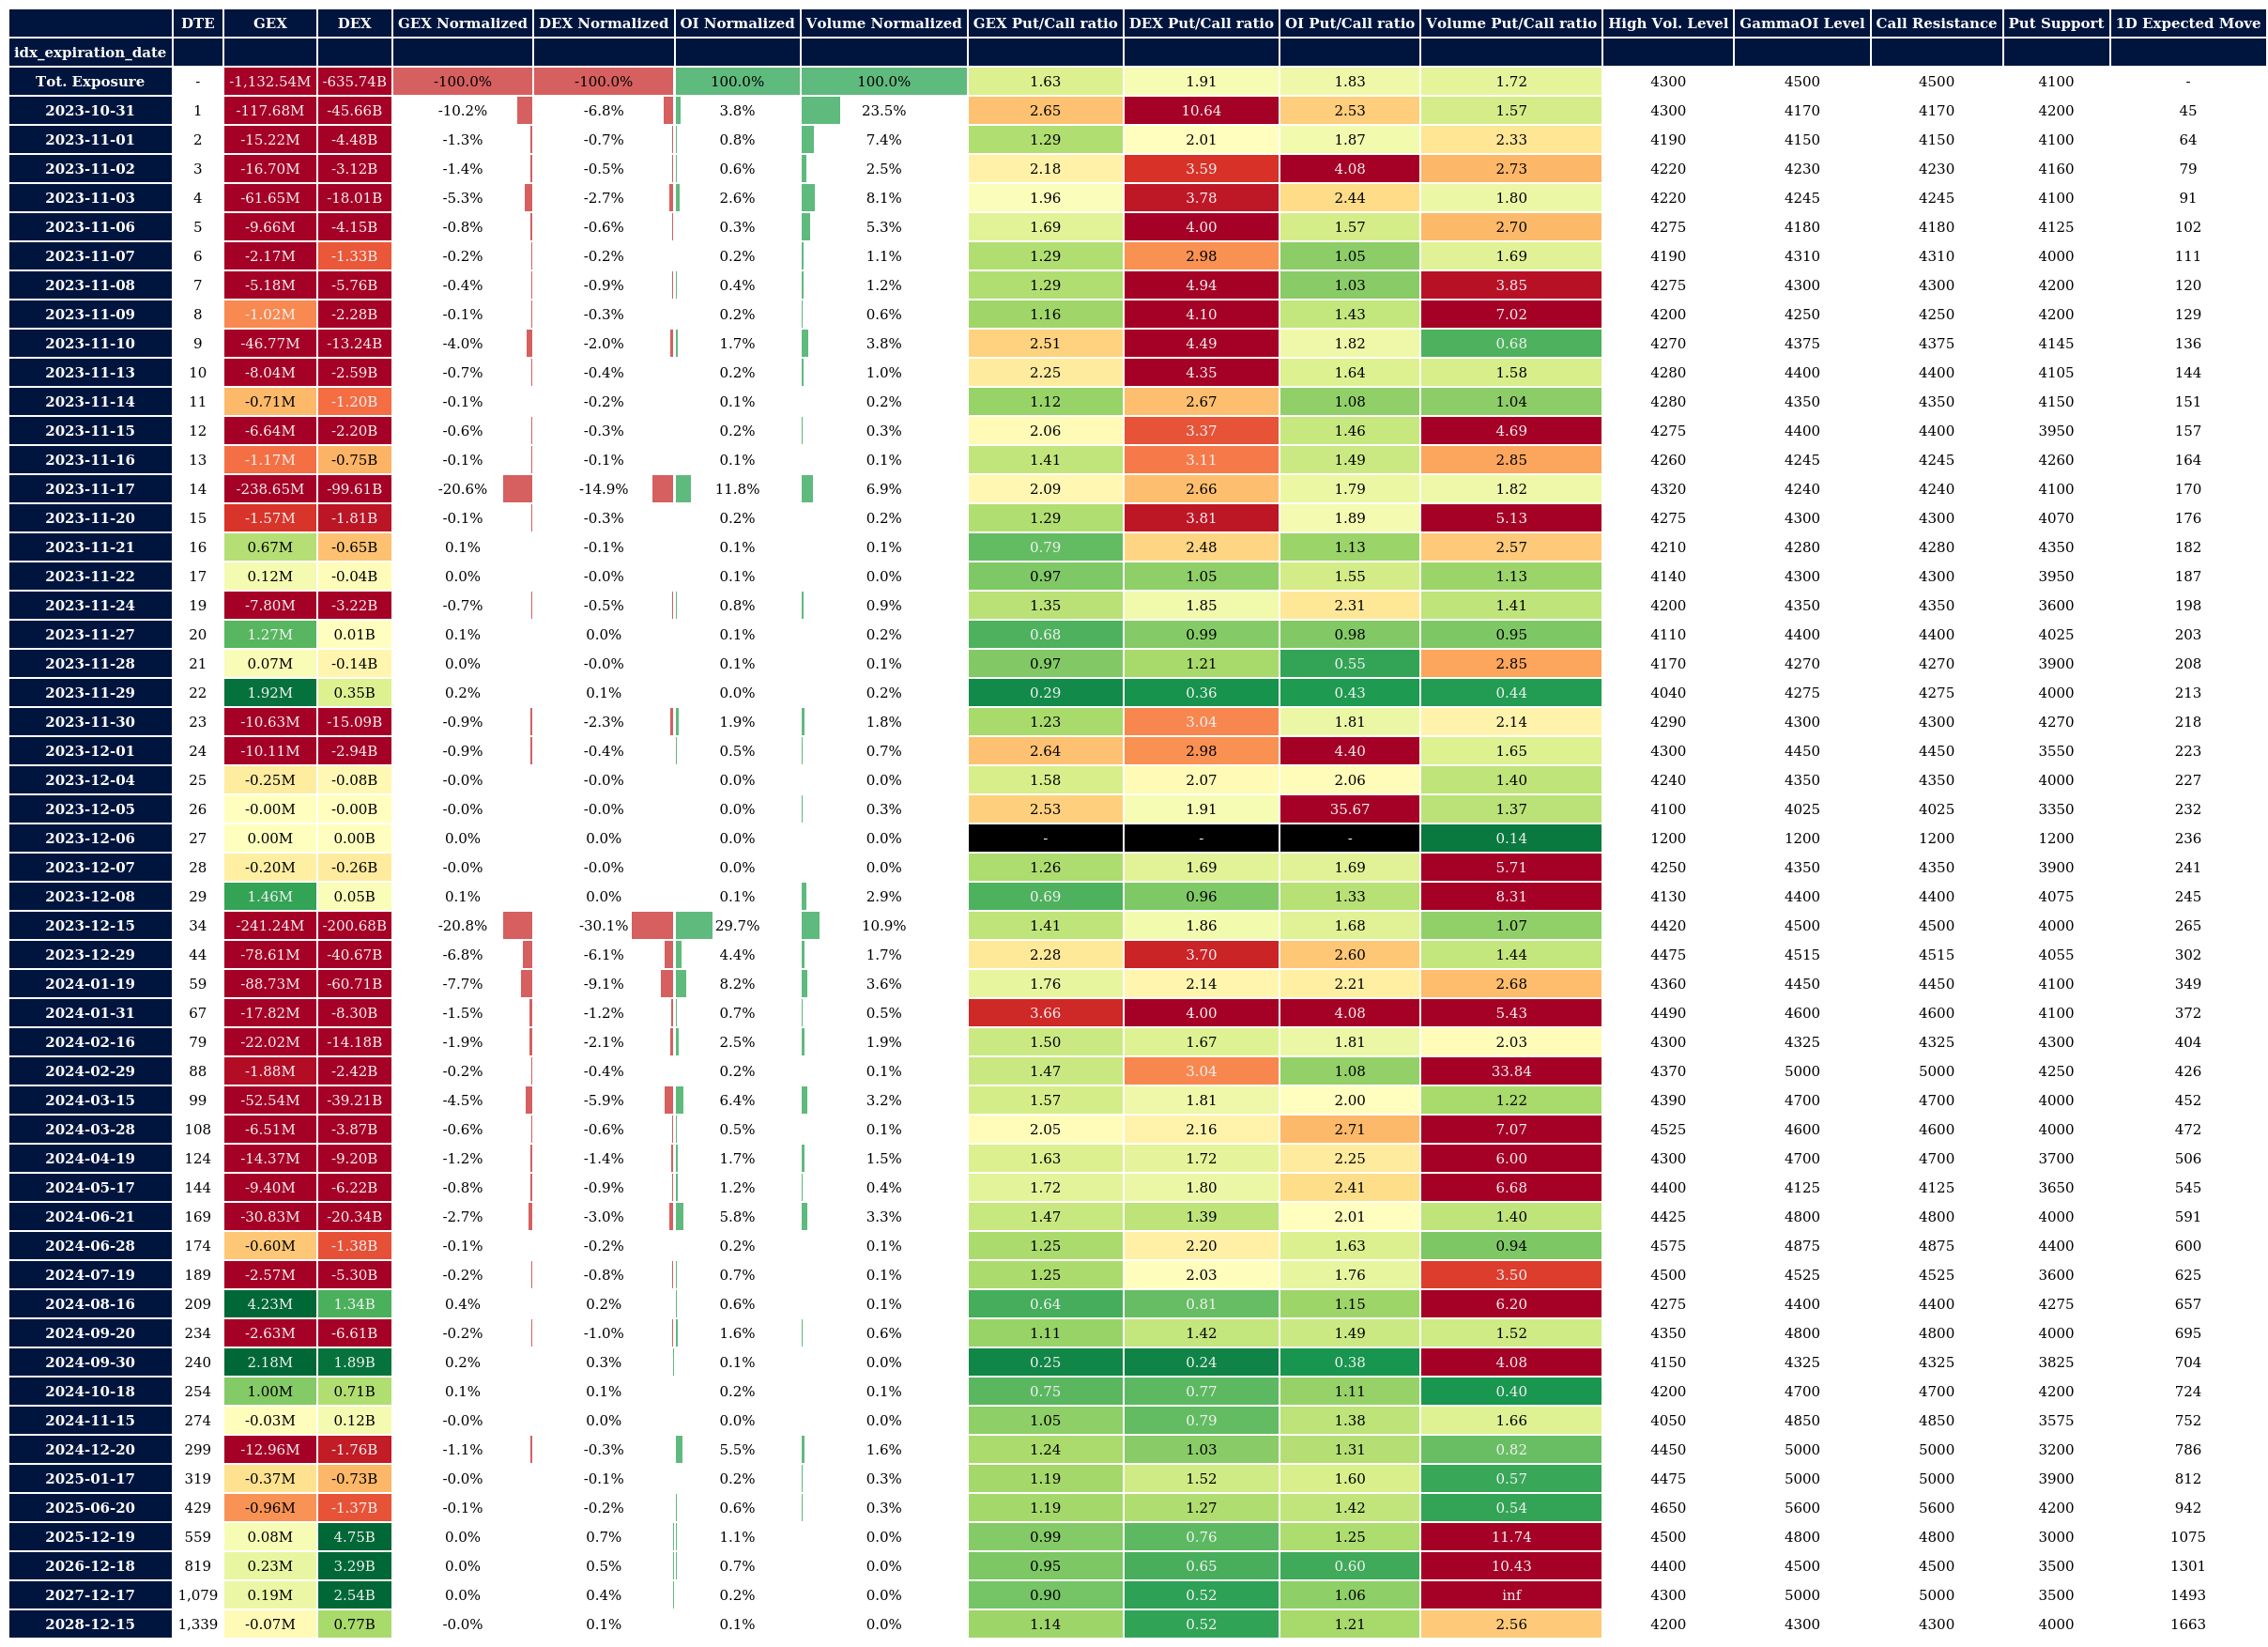 DTE GEX DEX GEX Normalized DEX Normalized OI Normalized Volume Normalized GEX Put/Call ratio DEX Put/Call ratio OI Put/Call ratio Volume Put/Call ratio High Vol. Level GammaOI Level Call Resistance Put Support 1D Expected Move
idx_expiration_date
Tot. Exposure - -1,132.54M -635.74B -100.0% -100.0% 100.0% 100.0% 1.63 1.91 1.83 1.72 4300 4500 4500 4100 -
2023-10-31 1 -117.68M -45.66B -10.2% -6.8% 3.8% 23.5% 2.65 10.64 2.53 1.57 4300 4170 4170 4200 45
2023-11-01 2 -15.22M -4.48B -1.3% -0.7% 0.8% 7.4% 1.29 2.01 1.87 2.33 4190 4150 4150 4100 64
2023-11-02 3 -16.70M -3.12B -1.4% -0.5% 0.6% 2.5% 2.18 3.59 4.08 2.73 4220 4230 4230 4160 79
2023-11-03 4 -61.65M -18.01B -5.3% -2.7% 2.6% 8.1% 1.96 3.78 2.44 1.80 4220 4245 4245 4100 91
2023-11-06 5 -9.66M -4.15B -0.8% -0.6% 0.3% 5.3% 1.69 4.00 1.57 2.70 4275 4180 4180 4125 102
2023-11-07 6 -2.17M -1.33B -0.2% -0.2% 0.2% 1.1% 1.29 2.98 1.05 1.69 4190 4310 4310 4000 111
2023-11-08 7 -5.18M -5.76B -0.4% -0.9% 0.4% 1.2% 1.29 4.94 1.03 3.85 4275 4300 4300 4200 120
2023-11-09 8 -1.02M -2.28B -0.1% -0.3% 0.2% 0.6% 1.16 4.10 1.43 7.02 4200 4250 4250 4200 129
2023-11-10 9 -46.77M -13.24B -4.0% -2.0% 1.7% 3.8% 2.51 4.49 1.82 0.68 4270 4375 4375 4145 136
2023-11-13 10 -8.04M -2.59B -0.7% -0.4% 0.2% 1.0% 2.25 4.35 1.64 1.58 4280 4400 4400 4105 144
2023-11-14 11 -0.71M -1.20B -0.1% -0.2% 0.1% 0.2% 1.12 2.67 1.08 1.04 4280 4350 4350 4150 151
2023-11-15 12 -6.64M -2.20B -0.6% -0.3% 0.2% 0.3% 2.06 3.37 1.46 4.69 4275 4400 4400 3950 157
2023-11-16 13 -1.17M -0.75B -0.1% -0.1% 0.1% 0.1% 1.41 3.11 1.49 2.85 4260 4245 4245 4260 164
2023-11-17 14 -238.65M -99.61B -20.6% -14.9% 11.8% 6.9% 2.09 2.66 1.79 1.82 4320 4240 4240 4100 170
2023-11-20 15 -1.57M -1.81B -0.1% -0.3% 0.2% 0.2% 1.29 3.81 1.89 5.13 4275 4300 4300 4070 176
2023-11-21 16 0.67M -0.65B 0.1% -0.1% 0.1% 0.1% 0.79 2.48 1.13 2.57 4210 4280 4280 4350 182
2023-11-22 17 0.12M -0.04B 0.0% -0.0% 0.1% 0.0% 0.97 1.05 1.55 1.13 4140 4300 4300 3950 187
2023-11-24 19 -7.80M -3.22B -0.7% -0.5% 0.8% 0.9% 1.35 1.85 2.31 1.41 4200 4350 4350 3600 198
2023-11-27 20 1.27M 0.01B 0.1% 0.0% 0.1% 0.2% 0.68 0.99 0.98 0.95 4110 4400 4400 4025 203
2023-11-28 21 0.07M -0.14B 0.0% -0.0% 0.1% 0.1% 0.97 1.21 0.55 2.85 4170 4270 4270 3900 208
2023-11-29 22 1.92M 0.35B 0.2% 0.1% 0.0% 0.2% 0.29 0.36 0.43 0.44 4040 4275 4275 4000 213
2023-11-30 23 -10.63M -15.09B -0.9% -2.3% 1.9% 1.8% 1.23 3.04 1.81 2.14 4290 4300 4300 4270 218
2023-12-01 24 -10.11M -2.94B -0.9% -0.4% 0.5% 0.7% 2.64 2.98 4.40 1.65 4300 4450 4450 3550 223
2023-12-04 25 -0.25M -0.08B -0.0% -0.0% 0.0% 0.0% 1.58 2.07 2.06 1.40 4240 4350 4350 4000 227
2023-12-05 26 -0.00M -0.00B -0.0% -0.0% 0.0% 0.3% 2.53 1.91 35.67 1.37 4100 4025 4025 3350 232
2023-12-06 27 0.00M 0.00B 0.0% 0.0% 0.0% 0.0% - - - 0.14 1200 1200 1200 1200 236
2023-12-07 28 -0.20M -0.26B -0.0% -0.0% 0.0% 0.0% 1.26 1.69 1.69 5.71 4250 4350 4350 3900 241
2023-12-08 29 1.46M 0.05B 0.1% 0.0% 0.1% 2.9% 0.69 0.96 1.33 8.31 4130 4400 4400 4075 245
2023-12-15 34 -241.24M -200.68B -20.8% -30.1% 29.7% 10.9% 1.41 1.86 1.68 1.07 4420 4500 4500 4000 265
2023-12-29 44 -78.61M -40.67B -6.8% -6.1% 4.4% 1.7% 2.28 3.70 2.60 1.44 4475 4515 4515 4055 302
2024-01-19 59 -88.73M -60.71B -7.7% -9.1% 8.2% 3.6% 1.76 2.14 2.21 2.68 4360 4450 4450 4100 349
2024-01-31 67 -17.82M -8.30B -1.5% -1.2% 0.7% 0.5% 3.66 4.00 4.08 5.43 4490 4600 4600 4100 372
2024-02-16 79 -22.02M -14.18B -1.9% -2.1% 2.5% 1.9% 1.50 1.67 1.81 2.03 4300 4325 4325 4300 404
2024-02-29 88 -1.88M -2.42B -0.2% -0.4% 0.2% 0.1% 1.47 3.04 1.08 33.84 4370 5000 5000 4250 426
2024-03-15 99 -52.54M -39.21B -4.5% -5.9% 6.4% 3.2% 1.57 1.81 2.00 1.22 4390 4700 4700 4000 452
2024-03-28 108 -6.51M -3.87B -0.6% -0.6% 0.5% 0.1% 2.05 2.16 2.71 7.07 4525 4600 4600 4000 472
2024-04-19 124 -14.37M -9.20B -1.2% -1.4% 1.7% 1.5% 1.63 1.72 2.25 6.00 4300 4700 4700 3700 506
2024-05-17 144 -9.40M -6.22B -0.8% -0.9% 1.2% 0.4% 1.72 1.80 2.41 6.68 4400 4125 4125 3650 545
2024-06-21 169 -30.83M -20.34B -2.7% -3.0% 5.8% 3.3% 1.47 1.39 2.01 1.40 4425 4800 4800 4000 591
2024-06-28 174 -0.60M -1.38B -0.1% -0.2% 0.2% 0.1% 1.25 2.20 1.63 0.94 4575 4875 4875 4400 600
2024-07-19 189 -2.57M -5.30B -0.2% -0.8% 0.7% 0.1% 1.25 2.03 1.76 3.50 4500 4525 4525 3600 625
2024-08-16 209 4.23M 1.34B 0.4% 0.2% 0.6% 0.1% 0.64 0.81 1.15 6.20 4275 4400 4400 4275 657
2024-09-20 234 -2.63M -6.61B -0.2% -1.0% 1.6% 0.6% 1.11 1.42 1.49 1.52 4350 4800 4800 4000 695
2024-09-30 240 2.18M 1.89B 0.2% 0.3% 0.1% 0.0% 0.25 0.24 0.38 4.08 4150 4325 4325 3825 704
2024-10-18 254 1.00M 0.71B 0.1% 0.1% 0.2% 0.1% 0.75 0.77 1.11 0.40 4200 4700 4700 4200 724
2024-11-15 274 -0.03M 0.12B -0.0% 0.0% 0.0% 0.0% 1.05 0.79 1.38 1.66 4050 4850 4850 3575 752
2024-12-20 299 -12.96M -1.76B -1.1% -0.3% 5.5% 1.6% 1.24 1.03 1.31 0.82 4450 5000 5000 3200 786
2025-01-17 319 -0.37M -0.73B -0.0% -0.1% 0.2% 0.3% 1.19 1.52 1.60 0.57 4475 5000 5000 3900 812
2025-06-20 429 -0.96M -1.37B -0.1% -0.2% 0.6% 0.3% 1.19 1.27 1.42 0.54 4650 5600 5600 4200 942
2025-12-19 559 0.08M 4.75B 0.0% 0.7% 1.1% 0.0% 0.99 0.76 1.25 11.74 4500 4800 4800 3000 1075
2026-12-18 819 0.23M 3.29B 0.0% 0.5% 0.7% 0.0% 0.95 0.65 0.60 10.43 4400 4500 4500 3500 1301
2027-12-17 1,079 0.19M 2.54B 0.0% 0.4% 0.2% 0.0% 0.90 0.52 1.06 inf 4300 5000 5000 3500 1493
2028-12-15 1,339 -0.07M 0.77B -0.0% 0.1% 0.1% 0.0% 1.14 0.52 1.21 2.56 4200 4300 4300 4000 1663